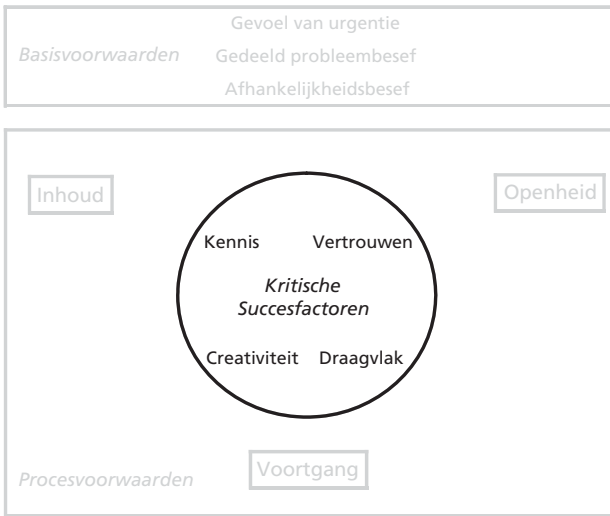 Gevoel van urgentie
Basisvoorwaarden Gedeeld probleembesef
Afhankelijkheidsbesef
Inhoud Openheid
Kennis Vertrouwen
Kritische
Succesfactoren
Creativiteit Draagvlak
Voortgang
Procesvoorwaarden